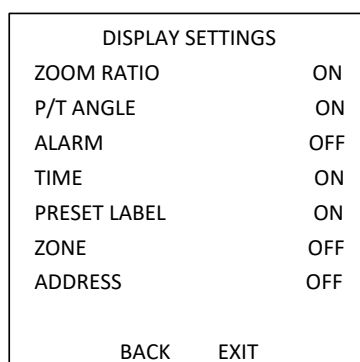 DISPLAY SETTINGS
ZOOM RATIO ON
P/T ANGLE ON
ALARM OFF
TIME ON
PRESET LABEL ON
ZONE OFF
ADDRESS OFF
BACK EXIT